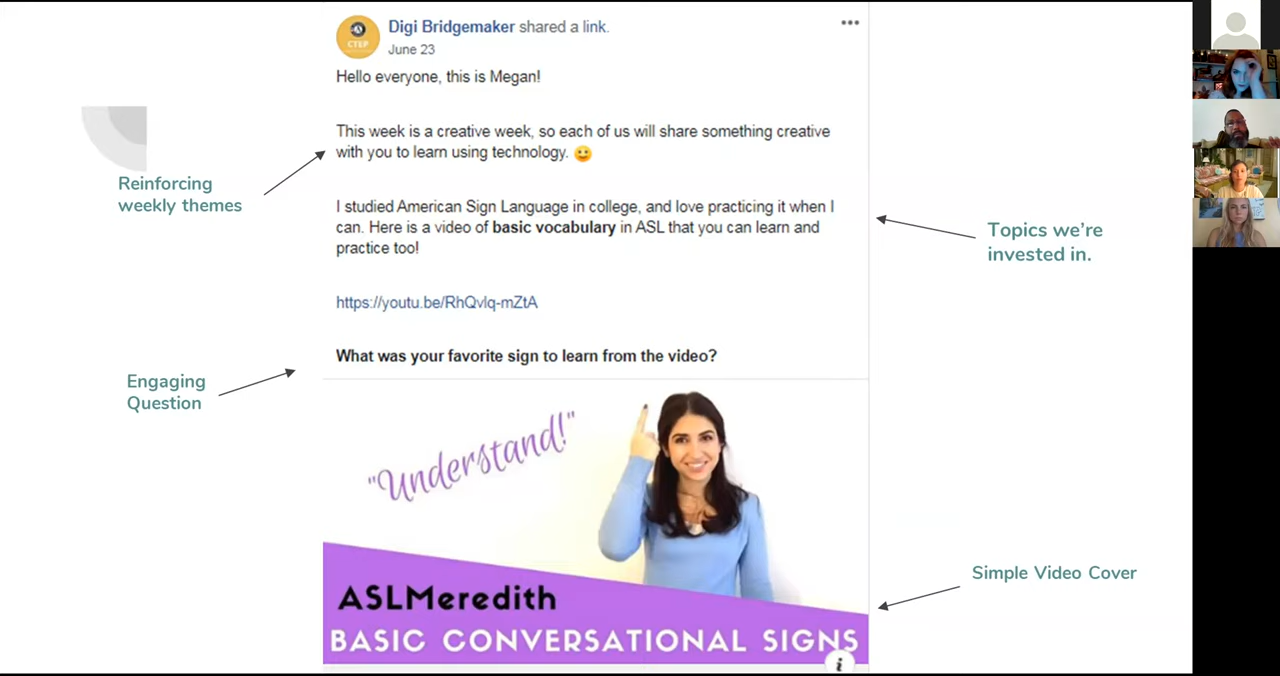 CTEP
Digi Bridgemaker shared a link.
June 23
Hello everyone, this is Megan!
This week is a creative week, so each of us will share something creative
with you to learn using technology. 🙂
I studied American Sign Language in college, and love practicing it when I
can. Here is a video of basic vocabulary in ASL that you can learn and
practice too!
https://youtu.be/RhQvlq-mZtA
What was your favorite sign to learn from the video?
Reinforcing
weekly themes
Topics we’re
invested in.
Engaging
Question
"Understand!"
ASLMeredith
BASIC CONVERSATIONAL SIGNS
i
Simple Video Cover